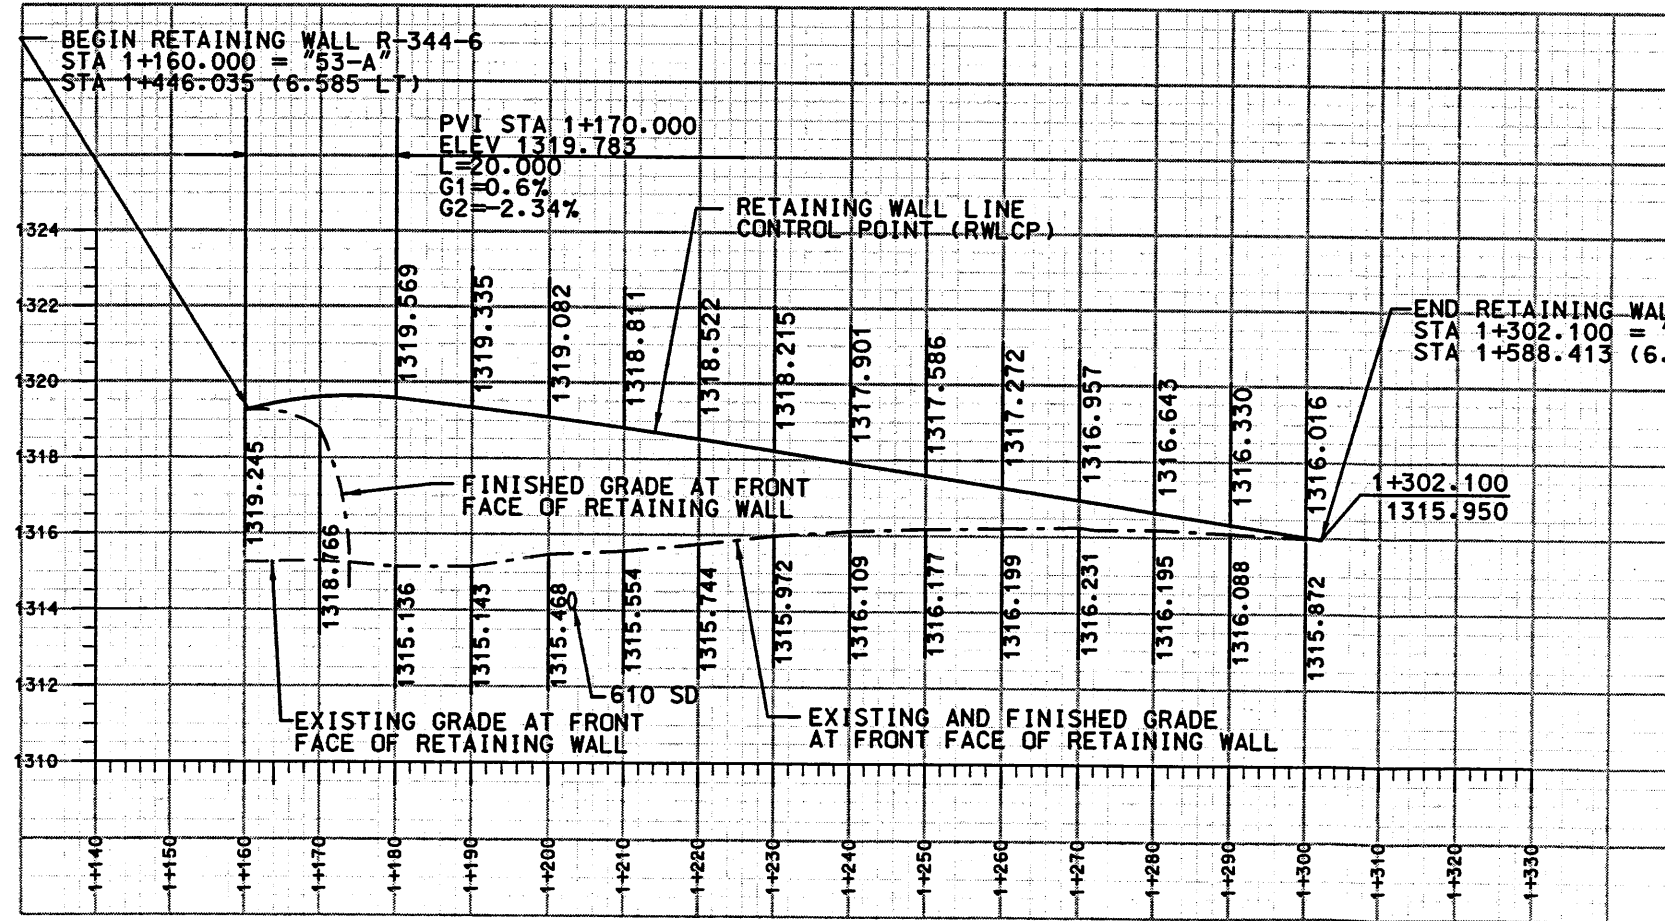 BEGIN RETAINING WALL R-344-6
STA 1+160.000 = "53-A"
STA 1+446.035 (6.585 LT)
PVI STA 1+170.000
ELEV 1319.783
L=20.000
G1=0.6%
G2=-2.34%
RETAINING WALL LINE
CONTROL POINT (RWLCP)
END RETAINING WAL
STA 1+302.100 = "
STA 1+588.413 (6.
1324
1322
1320
1318
1316
1314
1312
1310
1319.569
1319.335
1319.082
1318.811
1318.522
1318.215
1317.901
1317.586
1317.272
1316.957
1316.643
1316.330
1316.016
1+302.100
1315.950
FINISHED GRADE AT FRONT
FACE OF RETAINING WALL
1319.245
1318.766
1315.136
1315.143
1315.468
1315.554
1315.744
1315.972
1316.109
1316.177
1316.199
1316.231
1316.195
1316.088
1315.872
610 SD
EXISTING GRADE AT FRONT
FACE OF RETAINING WALL
EXISTING AND FINISHED GRADE
AT FRONT FACE OF RETAINING WALL
1+140
1+150
1+160
1+170
1+180
1+190
1+200
1+210
1+220
1+230
1+240
1+250
1+260
1+270
1+280
1+290
1+300
1+310
1+320
1+330